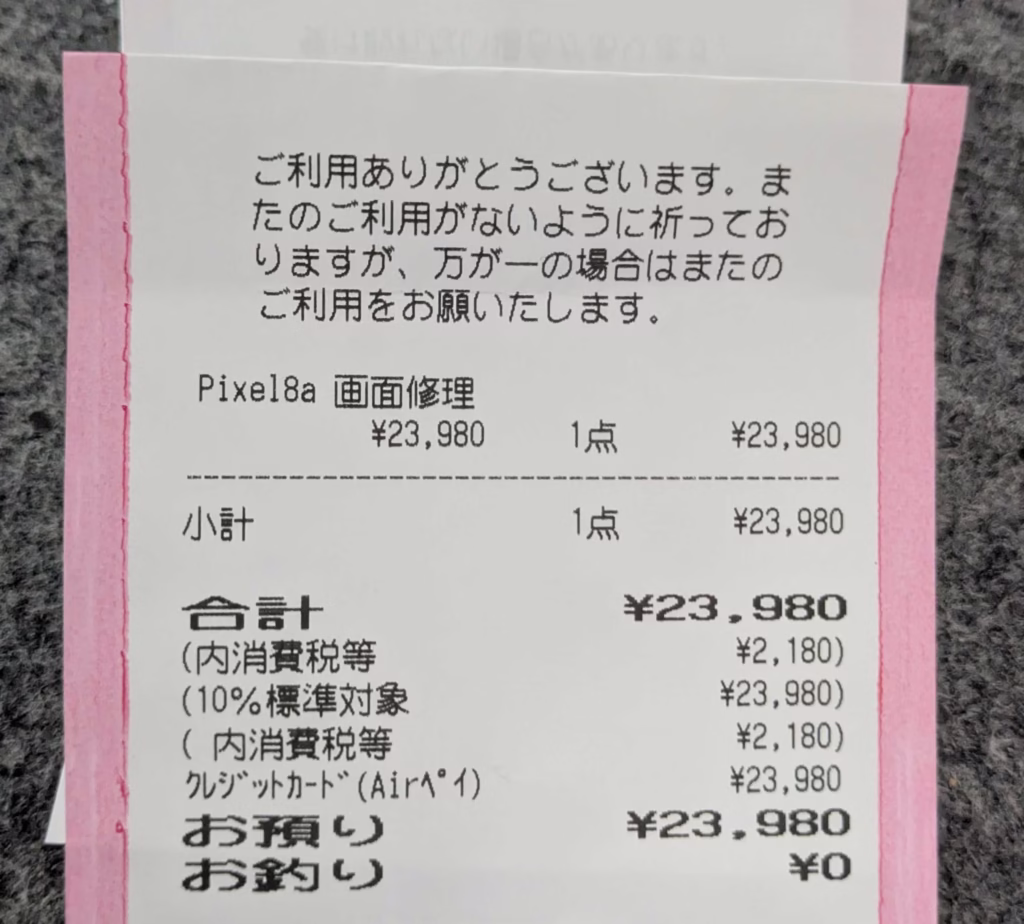 ご利用ありがとうございます。ま
たのご利用がないように祈ってお
りますが、万が一の場合はまたの
ご利用をお願いたします。
Pixel8a 画面修理
¥23,980 1点 ¥23,980
小計 1点 ¥23,980
合計 ¥23,980
(内消費税等 ¥2,180)
(10%標準対象 ¥23,980)
( 内消費税等 ¥2,180)
クレジットカード(Airペイ) ¥23,980
お預り ¥23,980
お釣り ¥0